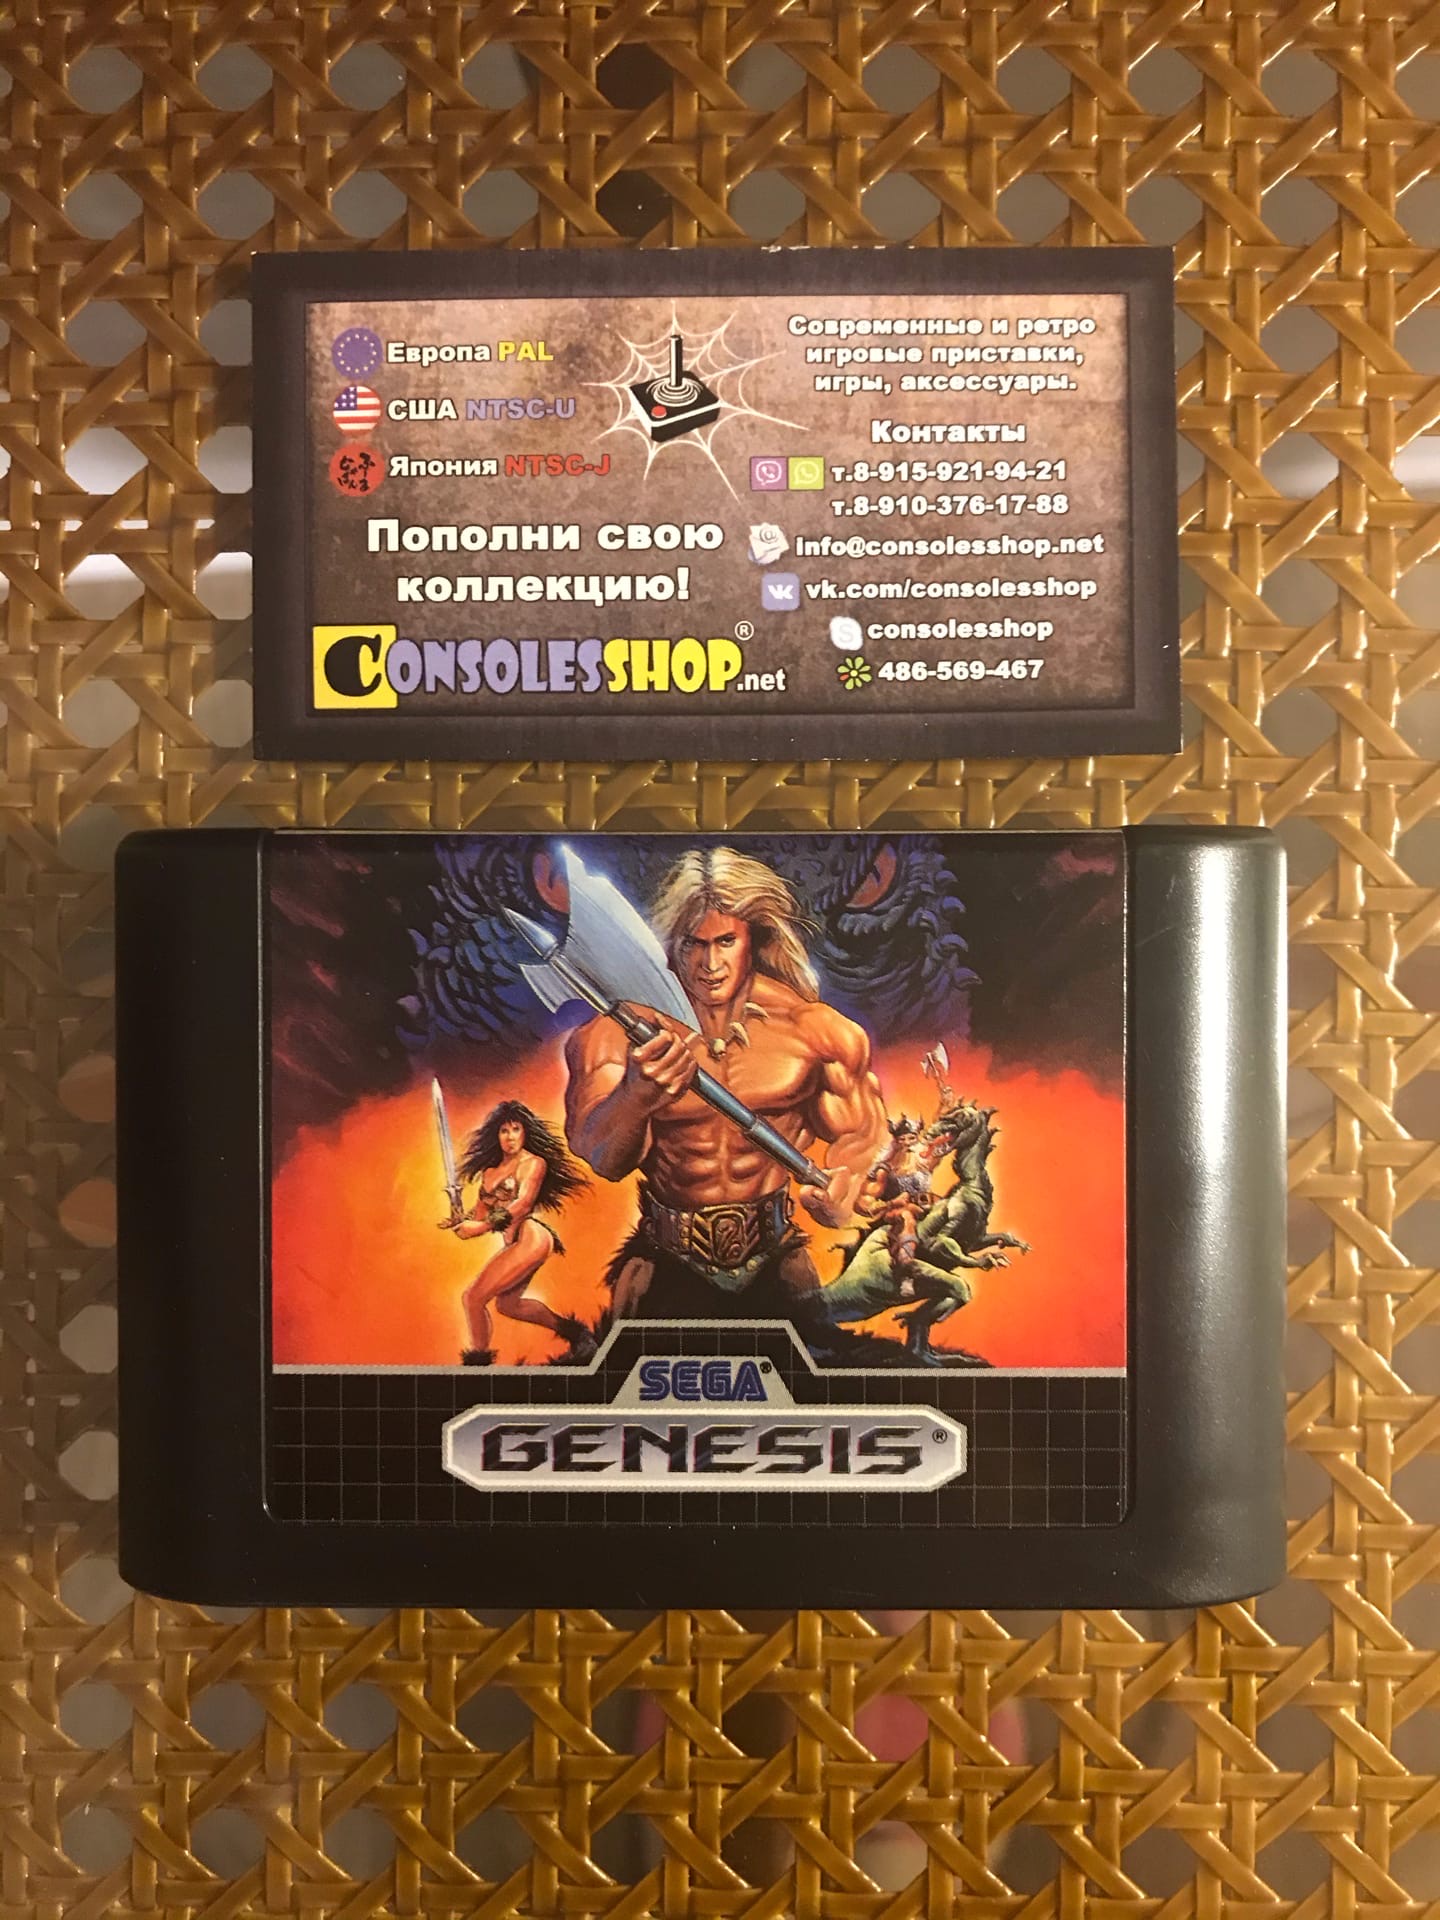 Европа PAL
США NTSC-U
Япония NTSC-J
Пополни свою
коллекцию!
CONSOLESSHOP.net®
Современные и ретро
игровые приставки,
игры, аксессуары.
Контакты
т.8-915-921-94-21
т.8-910-376-17-88
info@consolesshop.net
vk.com/consolesshop
consolesshop
486-569-467
SEGA®
GENESIS®